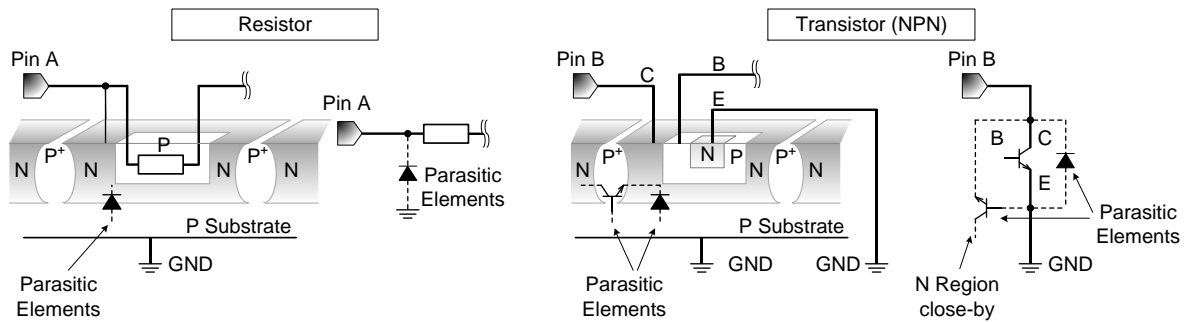 Resistor
Pin A
N
P+
N
P
N
P+
N
Parasitic
Elements
P Substrate
GND
Pin A
Parasitic
Elements
Transistor (NPN)
Pin B
C
B
E
N
P+
N
N
P
N
P+
N
P Substrate
Parasitic
Elements
GND
GND
Pin B
B
C
E
Parasitic
Elements
GND
N Region
close-by